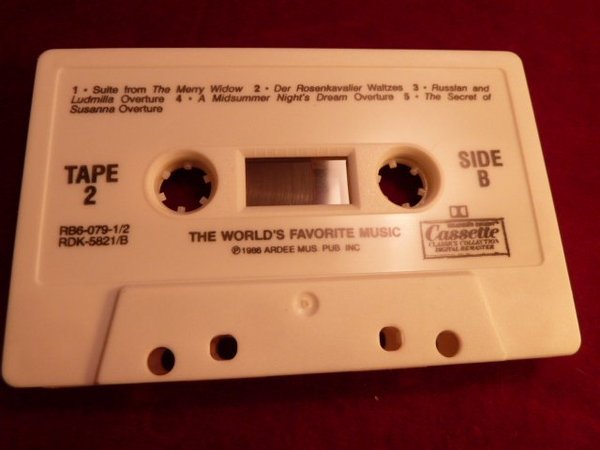 1 • Suite from The Merry Widow 2 • Der Rosenkavalier Waltzes 3 • Russlan and
Ludmilla Overture 4 • A Midsummer Night's Dream Overture 5 • The Secret of
Susanna Overture
TAPE
2
SIDE
B
RB6-079-1/2
RDK-5821/B
THE WORLD'S FAVORITE MUSIC
℗1986 ARDEE MUS. PUB. INC
Cassette
CLASSICS COLLECTION
DIGITAL REMASTER